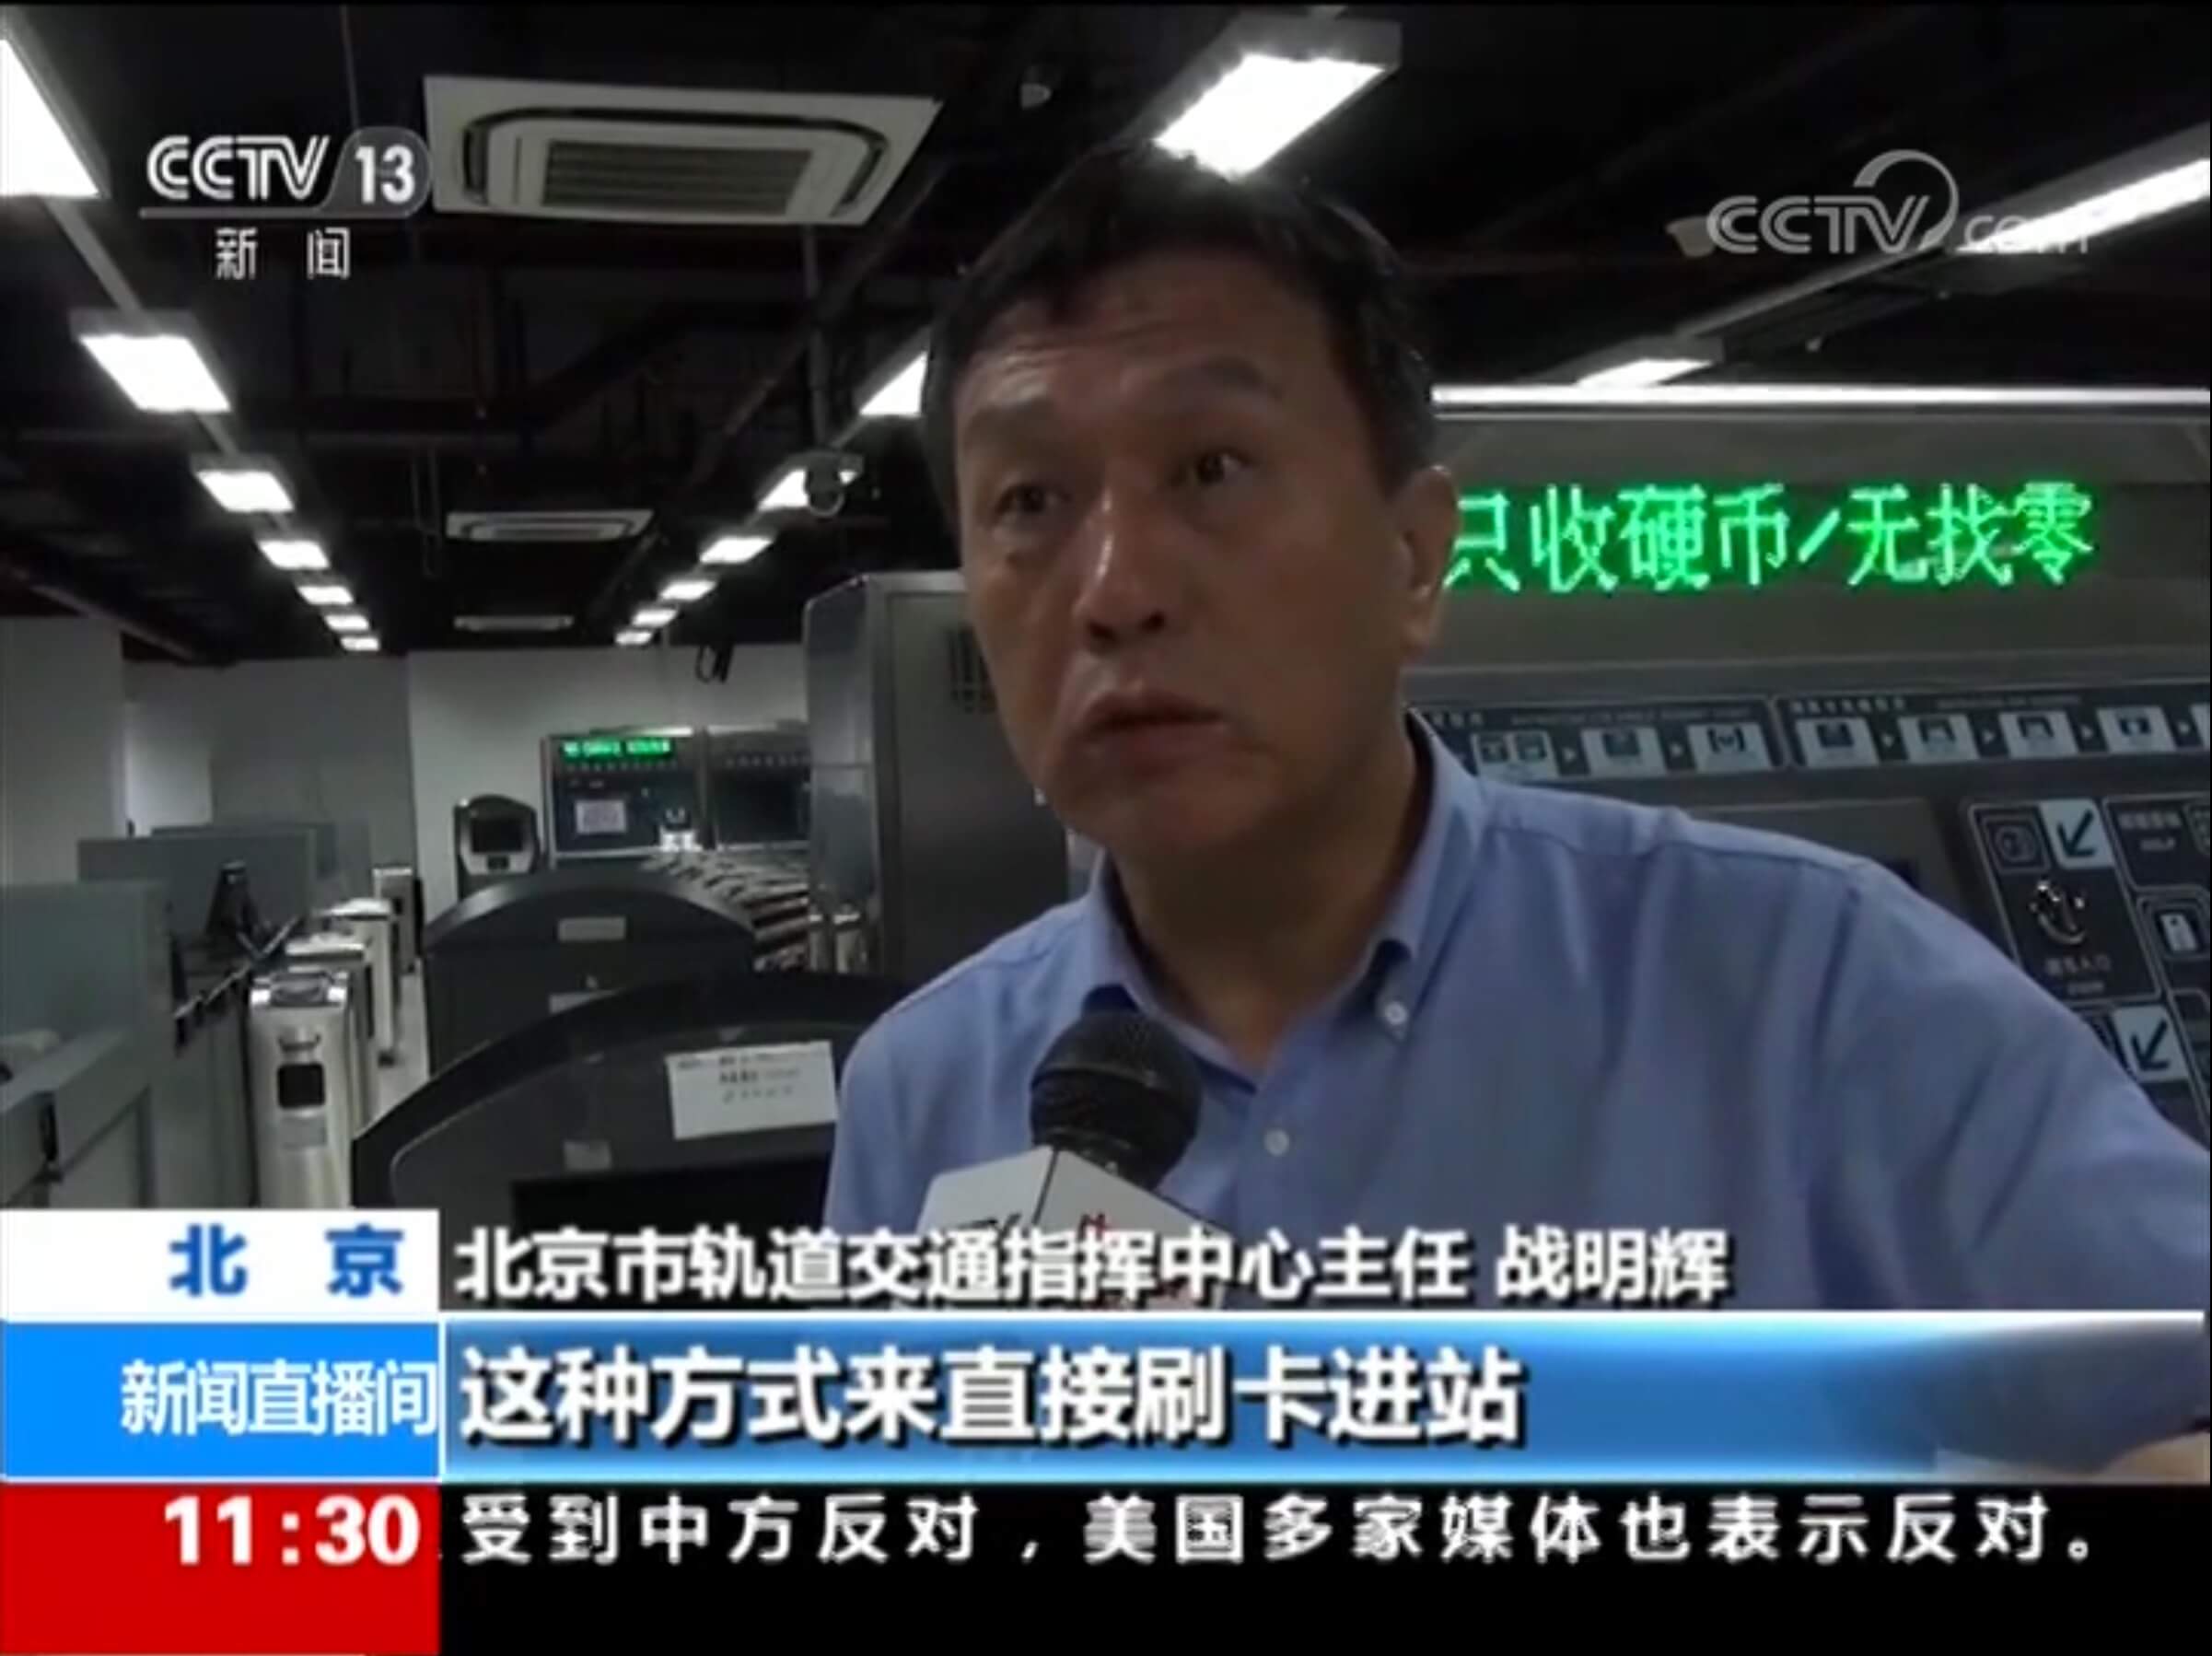 CCTV 13
新闻
CCTV.com
只收硬币/无找零
北京
北京市轨道交通指挥中心主任 战明辉
新闻直播间
这种方式来直接刷卡进站
11:30
受到中方反对，美国多家媒体也表示反对。